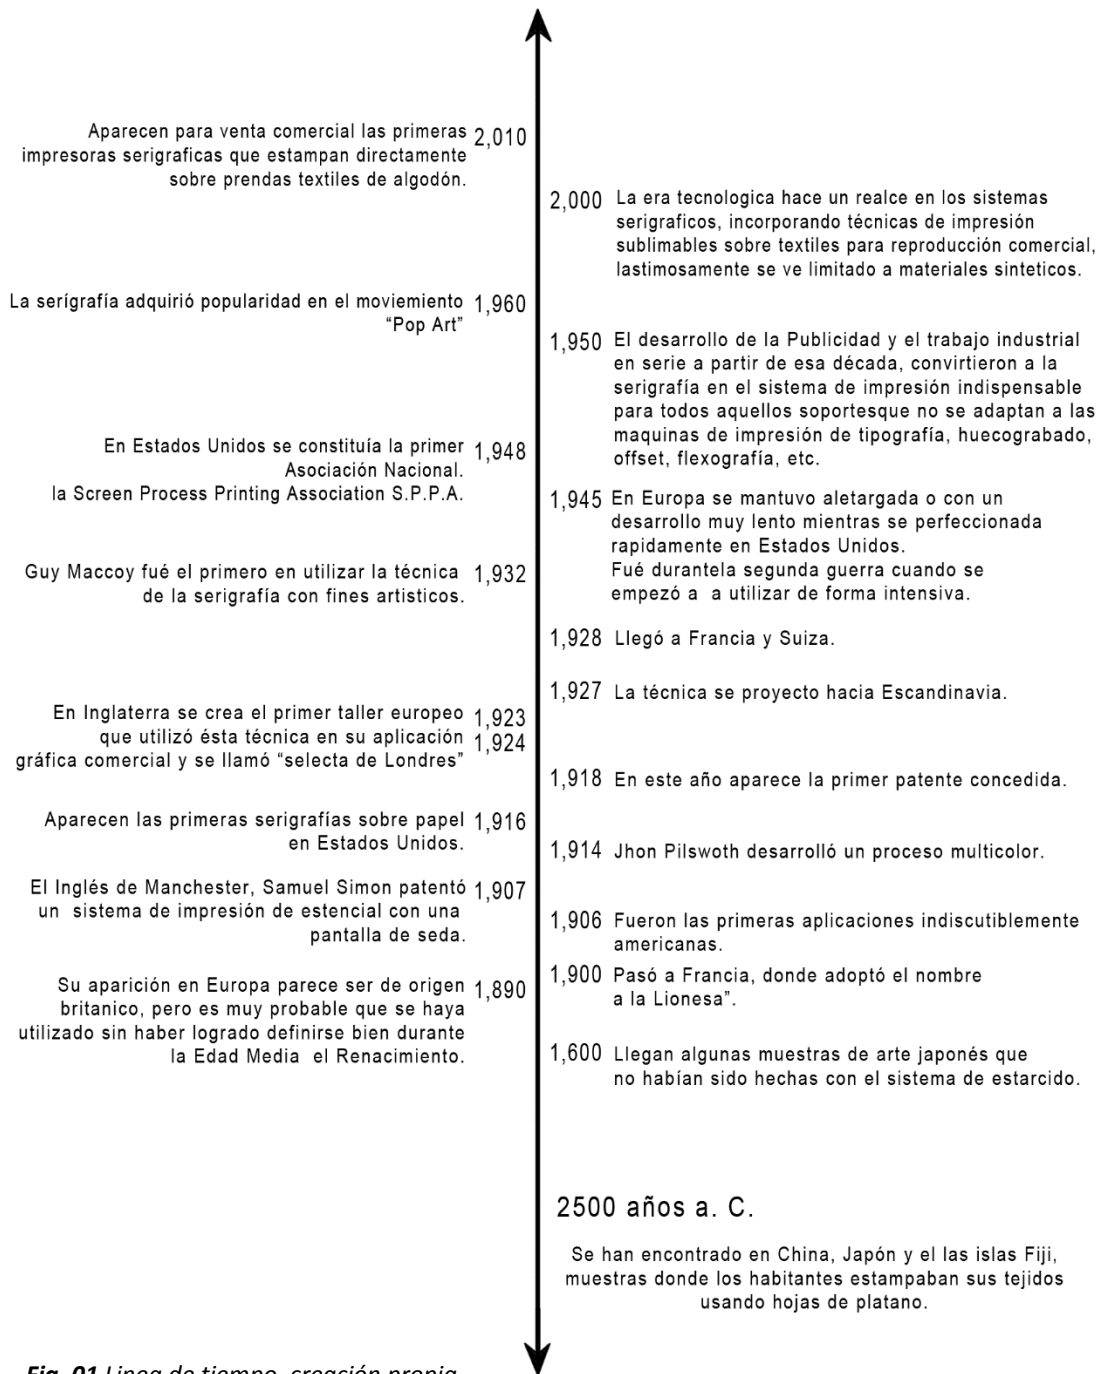 Aparecen para venta comercial las primeras
impresoras serigraficas que estampan directamente
sobre prendas textiles de algodón.
2,010
2,000
La era tecnologica hace un realce en los sistemas
serigraficos, incorporando técnicas de impresión
sublimables sobre textiles para reproducción comercial,
lastimosamente se ve limitado a materiales sinteticos.
La serígrafía adquirió popularidad en el moviemiento
“Pop Art”
1,960
1,950
El desarrollo de la Publicidad y el trabajo industrial
en serie a partir de esa década, convirtieron a la
serigrafía en el sistema de impresión indispensable
para todos aquellos soportesque no se adaptan a las
maquinas de impresión de tipografía, huecograbado,
offset, flexografía, etc.
En Estados Unidos se constituía la primer
Asociación Nacional.
la Screen Process Printing Association S.P.P.A.
1,948
1,945
En Europa se mantuvo aletargada o con un
desarrollo muy lento mientras se perfeccionada
rapidamente en Estados Unidos.
Fué durantela segunda guerra cuando se
empezó a  a utilizar de forma intensiva.
Guy Maccoy fué el primero en utilizar la técnica
de la serigrafía con fines artisticos.
1,932
1,928
Llegó a Francia y Suiza.
1,927
La técnica se proyecto hacia Escandinavia.
En Inglaterra se crea el primer taller europeo
que utilizó ésta técnica en su aplicación
gráfica comercial y se llamó “selecta de Londres”
1,923
1,924
1,918
En este año aparece la primer patente concedida.
Aparecen las primeras serigrafías sobre papel
en Estados Unidos.
1,916
1,914
Jhon Pilswoth desarrolló un proceso multicolor.
El Inglés de Manchester, Samuel Simon patentó
un  sistema de impresión de estencial con una
pantalla de seda.
1,907
1,906
Fueron las primeras aplicaciones indiscutiblemente
americanas.
1,900
Pasó a Francia, donde adoptó el nombre
a la Lionesa”.
Su aparición en Europa parece ser de origen
britanico, pero es muy probable que se haya
utilizado sin haber logrado definirse bien durante
la Edad Media  el Renacimiento.
1,890
1,600
Llegan algunas muestras de arte japonés que
no habían sido hechas con el sistema de estarcido.
2500 años a. C.
Se han encontrado en China, Japón y el las islas Fiji,
muestras donde los habitantes estampaban sus tejidos
usando hojas de platano.
Fig. 01 Linea de tiempo, creación propia